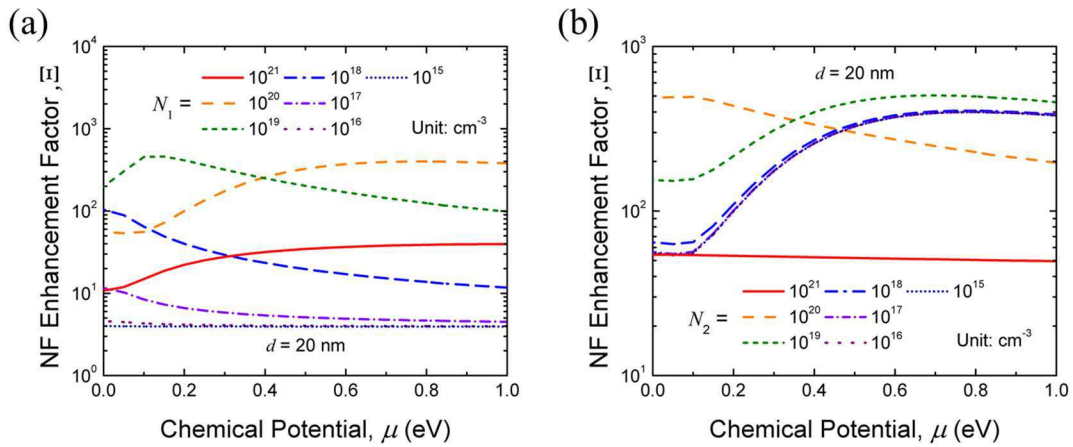 (a)
NF Enhancement Factor, Ξ
10⁴
10³
10²
10¹
10⁰
N₁ =
10²¹ 10¹⁸ 10¹⁵
10²⁰ 10¹⁷
10¹⁹ 10¹⁶ Unit: cm⁻³
d = 20 nm
0.0 0.2 0.4 0.6 0.8 1.0
Chemical Potential, μ (eV)
(b)
NF Enhancement Factor, Ξ
10³
10²
10¹
d = 20 nm
N₂ =
10²¹ 10¹⁸ 10¹⁵
10²⁰ 10¹⁷
10¹⁹ 10¹⁶ Unit: cm⁻³
0.0 0.2 0.4 0.6 0.8 1.0
Chemical Potential, μ (eV)